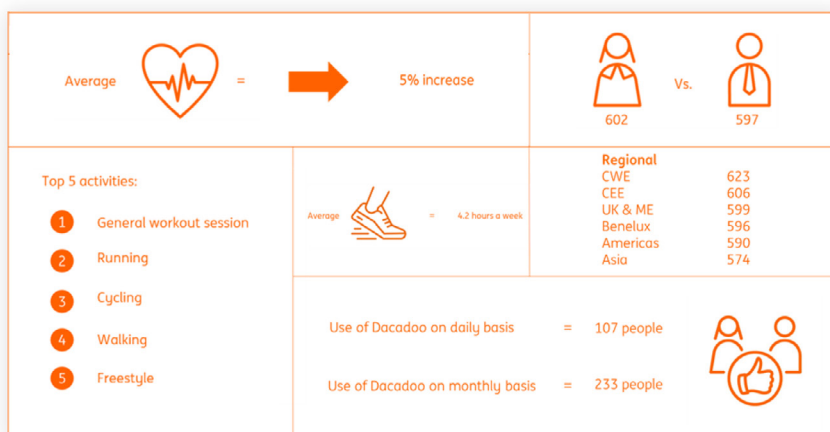 Average = 5% increase
Vs.
602 597
Top 5 activities:
1 General workout session
2 Running
3 Cycling
4 Walking
5 Freestyle
Average = 4.2 hours a week
Regional
CWE 623
CEE 606
UK & ME 599
Benelux 596
Americas 590
Asia 574
Use of Dacadoo on daily basis = 107 people
Use of Dacadoo on monthly basis = 233 people